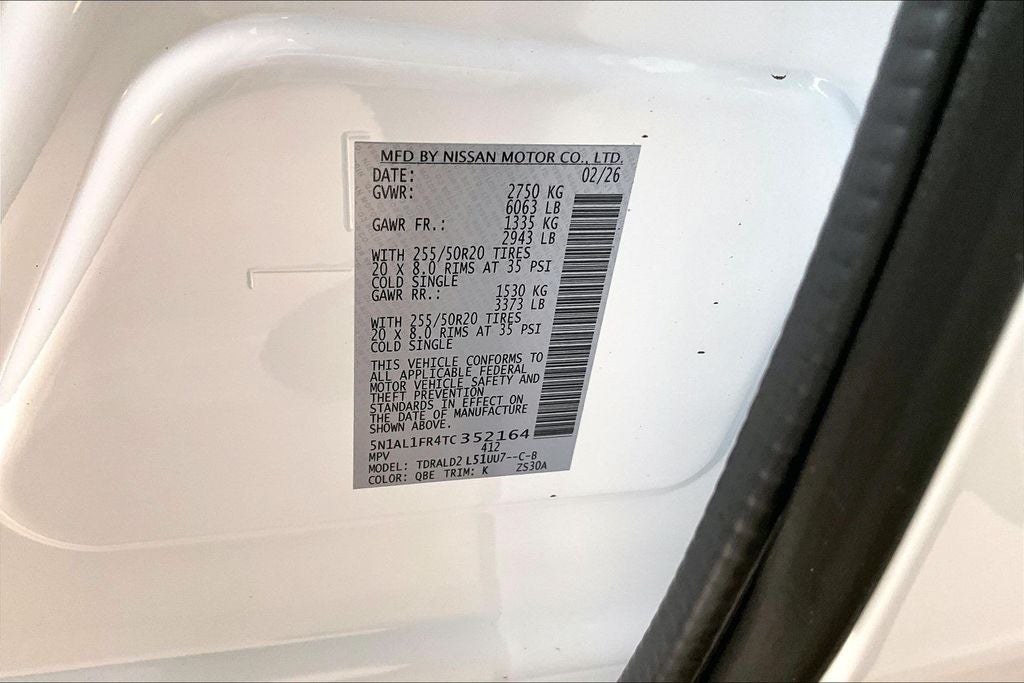 MFD BY NISSAN MOTOR CO., LTD.
DATE: 02/26
GVWR: 2750 KG
6063 LB
GAWR FR.: 1335 KG
2943 LB
WITH 255/50R20 TIRES
20 X 8.0 RIMS AT 35 PSI
COLD SINGLE
GAWR RR.: 1530 KG
3373 LB
WITH 255/50R20 TIRES
20 X 8.0 RIMS AT 35 PSI
COLD SINGLE
THIS VEHICLE CONFORMS TO
ALL APPLICABLE FEDERAL
MOTOR VEHICLE SAFETY AND
THEFT PREVENTION
STANDARDS IN EFFECT ON
THE DATE OF MANUFACTURE
SHOWN ABOVE.
5N1AL1FR4TC352164
MPV 412
MODEL: TDRALD2 L51UU7--C-B
COLOR: QBE TRIM: K ZS30A